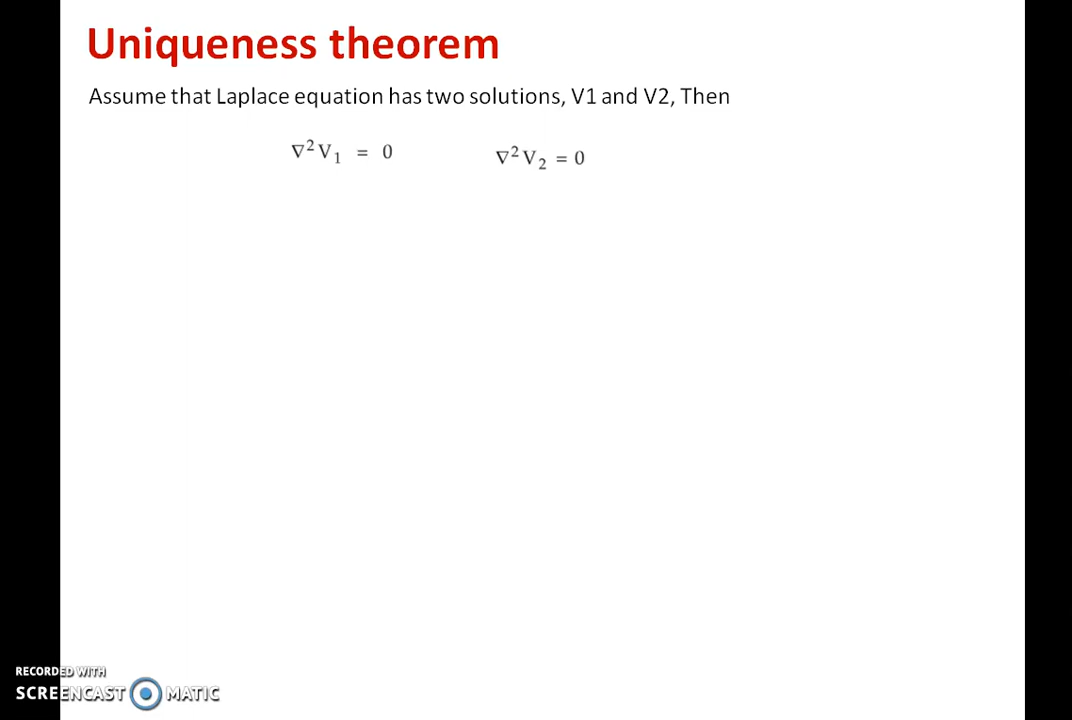 Uniqueness theorem
Assume that Laplace equation has two solutions, V1 and V2, Then
∇²V₁ = 0 ∇²V₂ = 0
RECORDED WITH
SCREENCAST MATIC